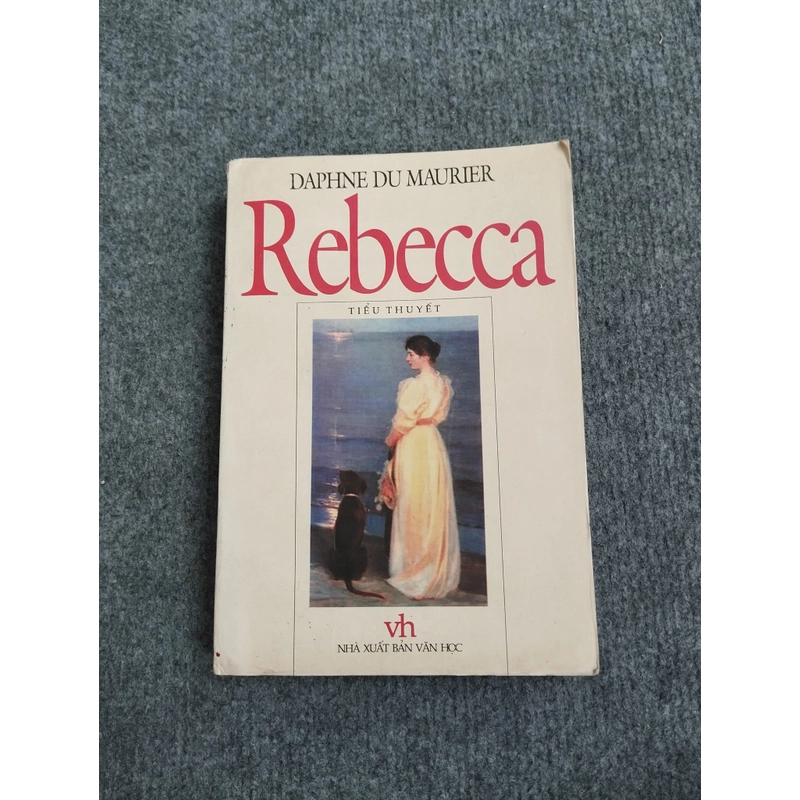 DAPHNE DU MAURIER
Rebecca
TIỂU THUYẾT
vh
NHÀ XUẤT BẢN VĂN HỌC